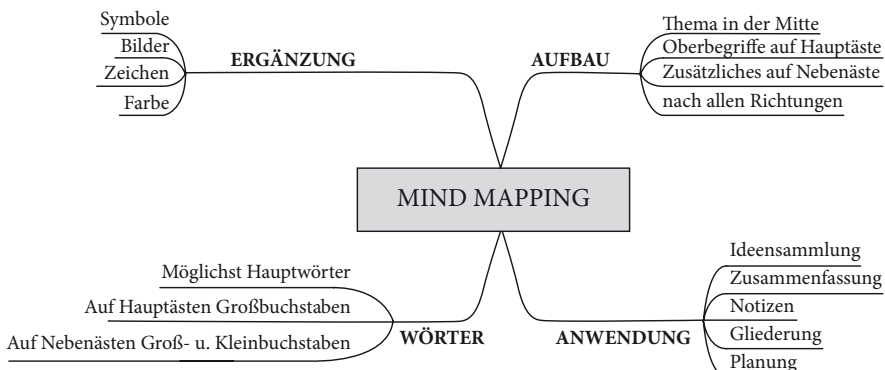 Symbole
Bilder
Zeichen
Farbe
ERGÄNZUNG
AUFBAU
Thema in der Mitte
Oberbegriffe auf Hauptäste
Zusätzliches auf Nebenäste
nach allen Richtungen
MIND MAPPING
Möglichst Hauptwörter
Auf Hauptästen Großbuchstaben
Auf Nebenästen Groß- u. Kleinbuchstaben
WÖRTER
ANWENDUNG
Ideensammlung
Zusammenfassung
Notizen
Gliederung
Planung